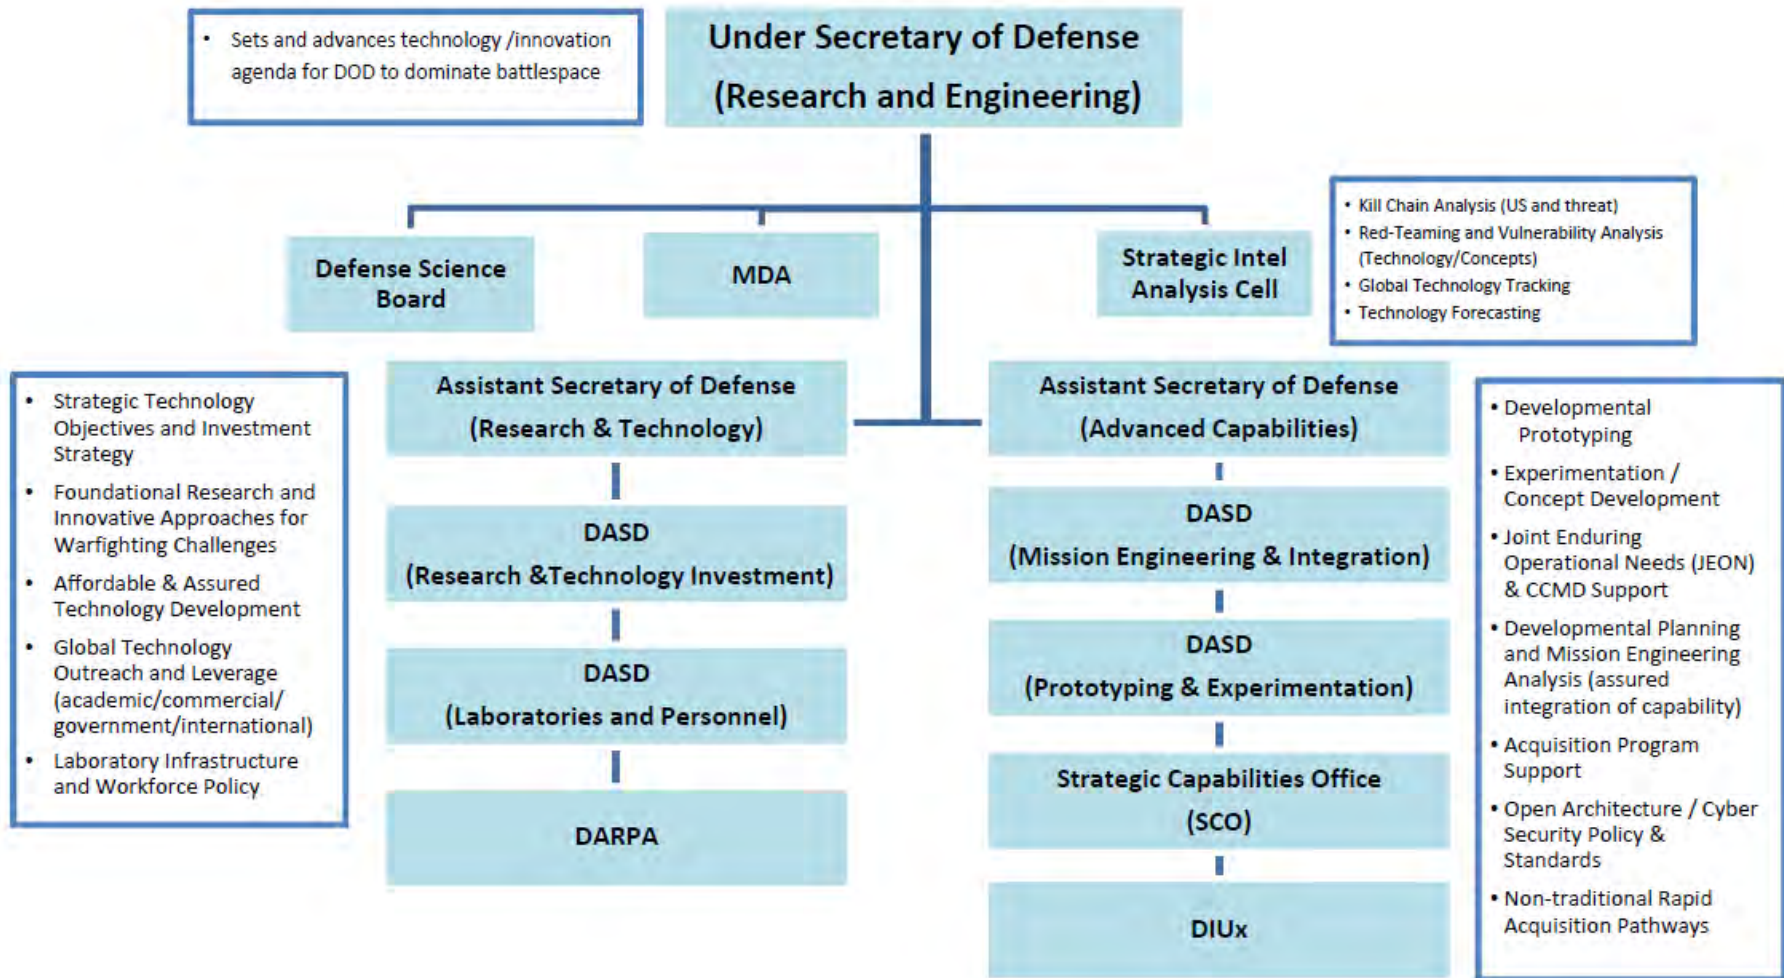 • Sets and advances technology /innovation
agenda for DOD to dominate battlespace
Under Secretary of Defense
(Research and Engineering)
Defense Science
Board
MDA
Strategic Intel
Analysis Cell
• Kill Chain Analysis (US and threat)
• Red-Teaming and Vulnerability Analysis
(Technology/Concepts)
• Global Technology Tracking
• Technology Forecasting
• Strategic Technology
Objectives and Investment
Strategy
• Foundational Research and
Innovative Approaches for
Warfighting Challenges
• Affordable & Assured
Technology Development
• Global Technology
Outreach and Leverage
(academic/commercial/
government/international)
• Laboratory Infrastructure
and Workforce Policy
Assistant Secretary of Defense
(Research & Technology)
DASD
(Research &Technology Investment)
DASD
(Laboratories and Personnel)
DARPA
Assistant Secretary of Defense
(Advanced Capabilities)
DASD
(Mission Engineering & Integration)
DASD
(Prototyping & Experimentation)
Strategic Capabilities Office
(SCO)
DIUx
• Developmental
Prototyping
• Experimentation /
Concept Development
• Joint Enduring
Operational Needs (JEON)
& CCMD Support
• Developmental Planning
and Mission Engineering
Analysis (assured
integration of capability)
• Acquisition Program
Support
• Open Architecture / Cyber
Security Policy &
Standards
• Non-traditional Rapid
Acquisition Pathways